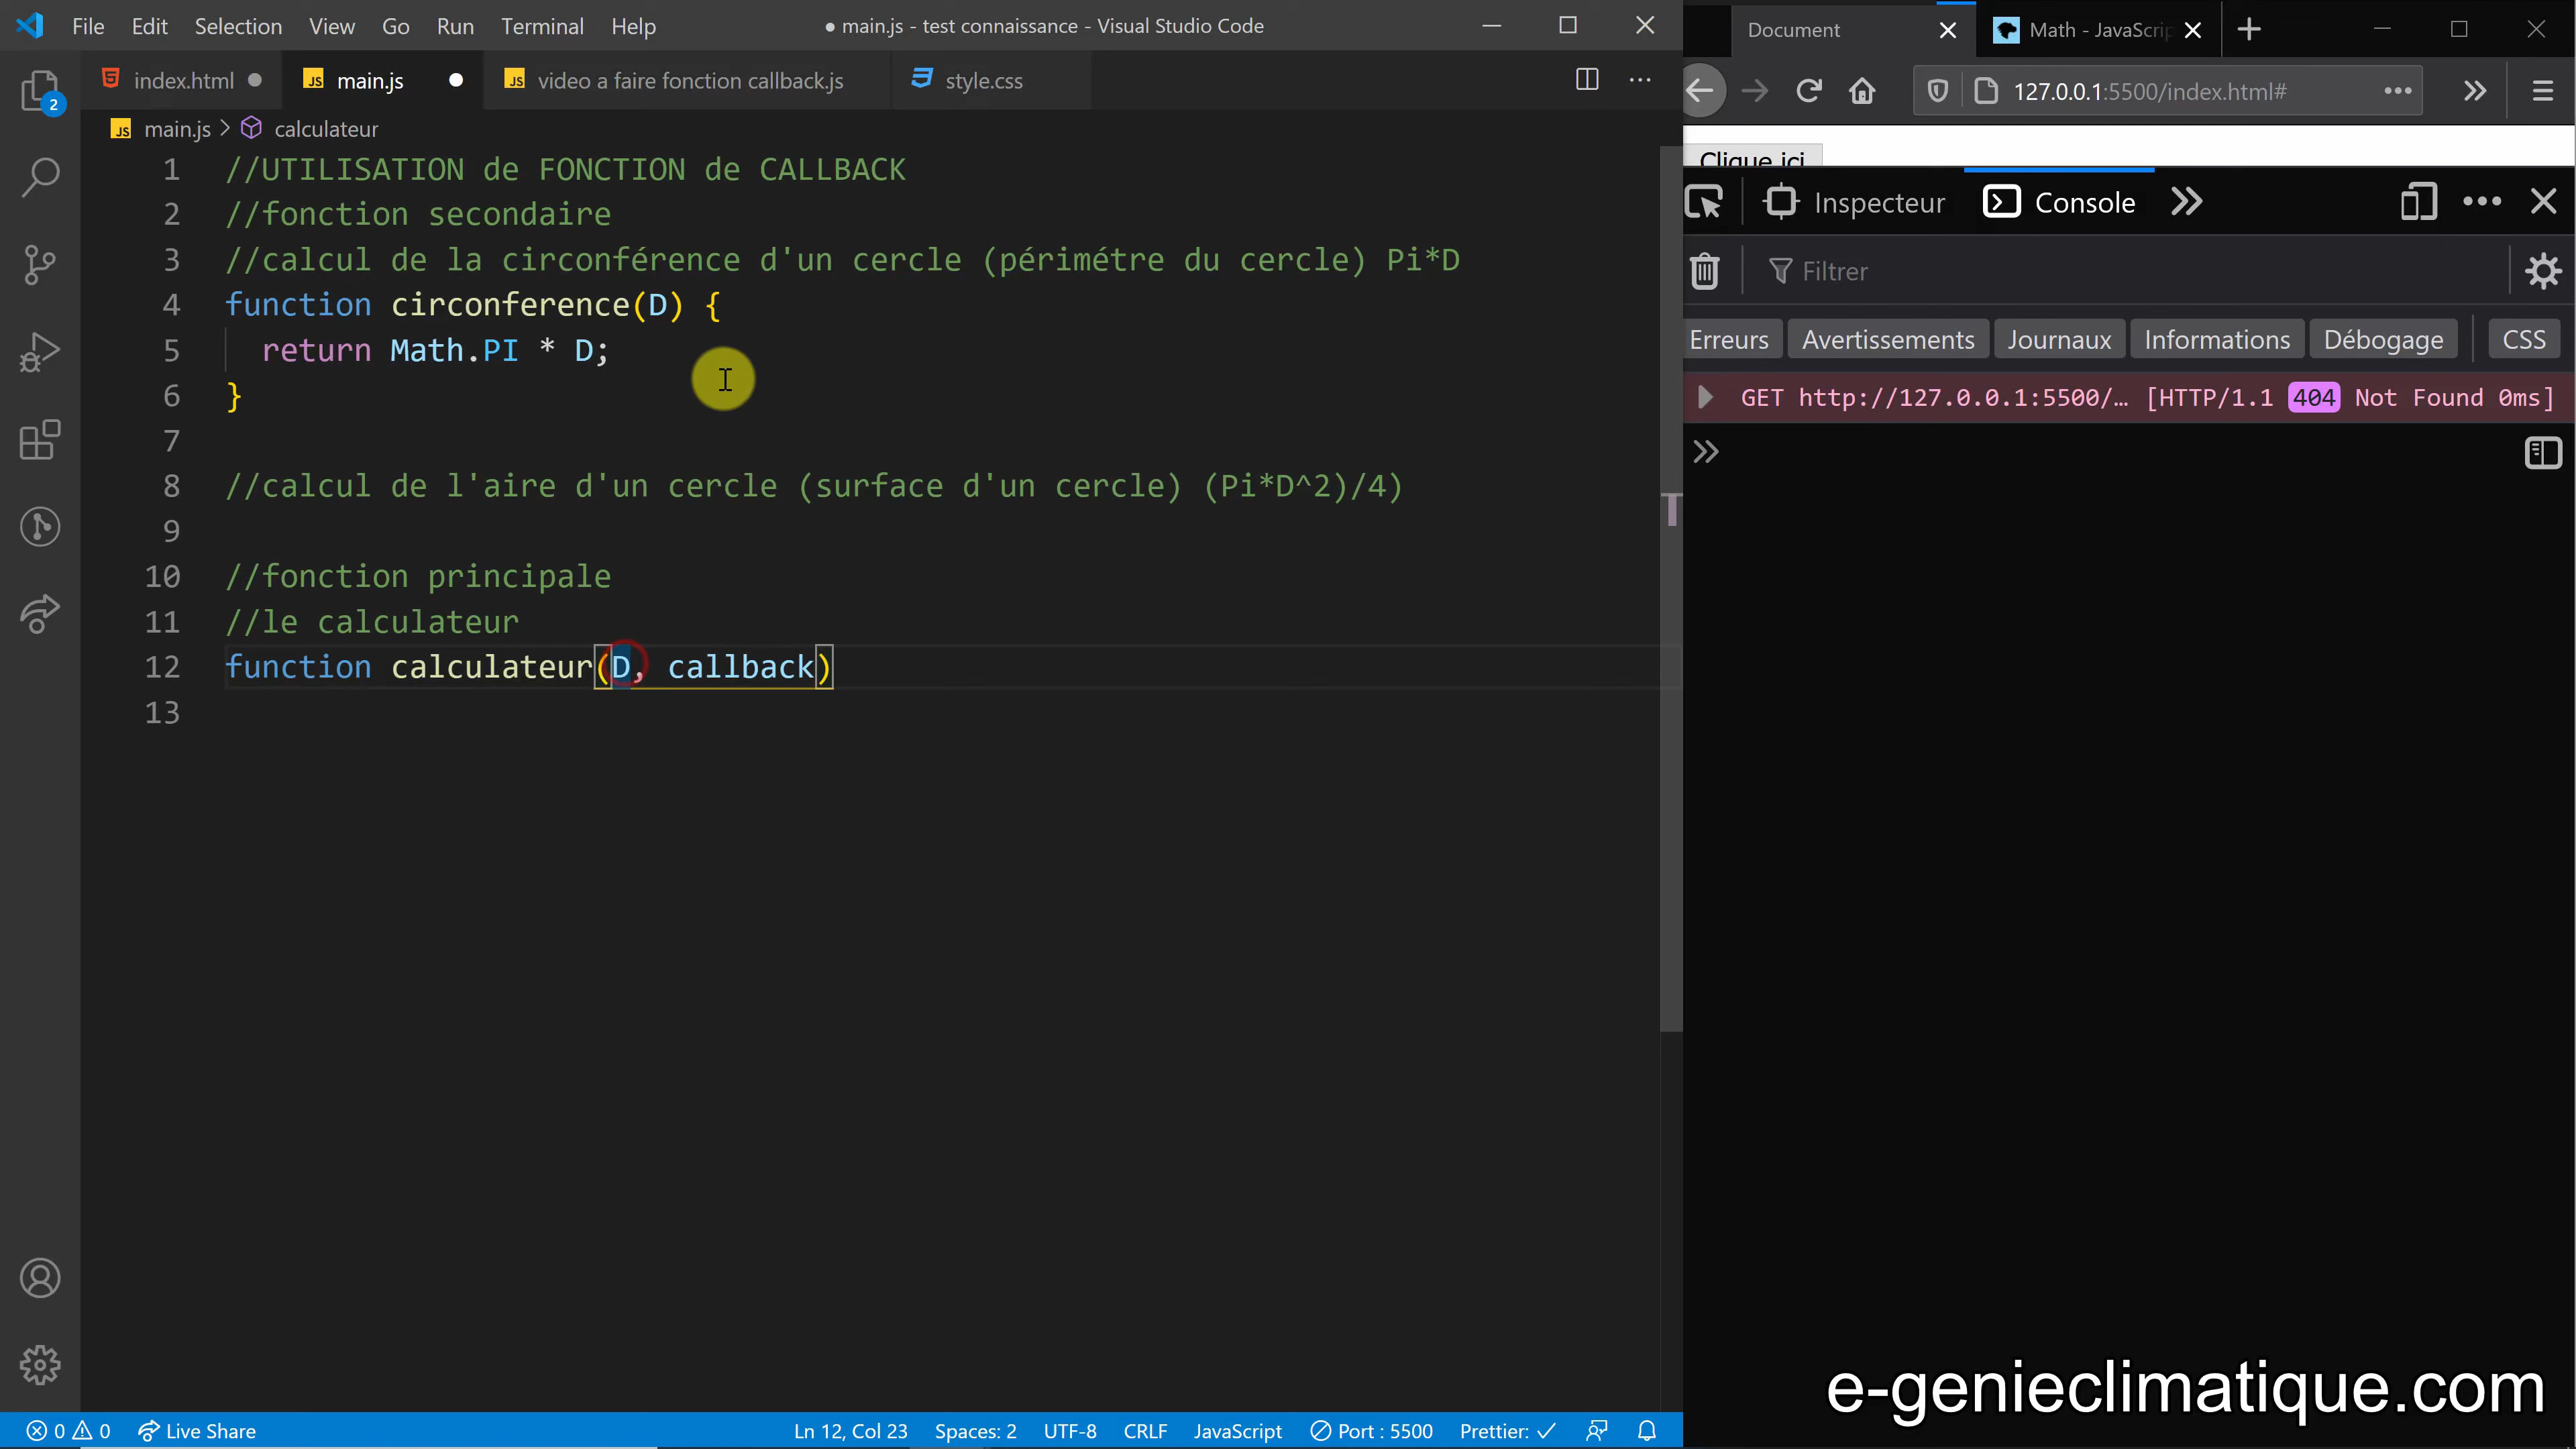 File Edit Selection View Go Run Terminal Help
● main.js - test connaissance - Visual Studio Code
index.html
main.js
video a faire fonction callback.js
style.css
main.js > calculateur
1 //UTILISATION de FONCTION de CALLBACK
2 //fonction secondaire
3 //calcul de la circonférence d'un cercle (périmétre du cercle) Pi*D
4 function circonference(D) {
5 return Math.PI * D;
6 }
7
8 //calcul de l'aire d'un cercle (surface d'un cercle) (Pi*D^2)/4)
9
10 //fonction principale
11 //le calculateur
12 function calculateur(D, callback)
13
2
0 0 Live Share
Ln 12, Col 23 Spaces: 2 UTF-8 CRLF JavaScript Port : 5500 Prettier: ✓
Document
Math - JavaScrip
127.0.0.1:5500/index.html#
Clique ici
Inspecteur Console
Filtrer
Erreurs Avertissements Journaux Informations Débogage CSS
GET http://127.0.0.1:5500/… [HTTP/1.1 404 Not Found 0ms]
e-genieclimatique.com